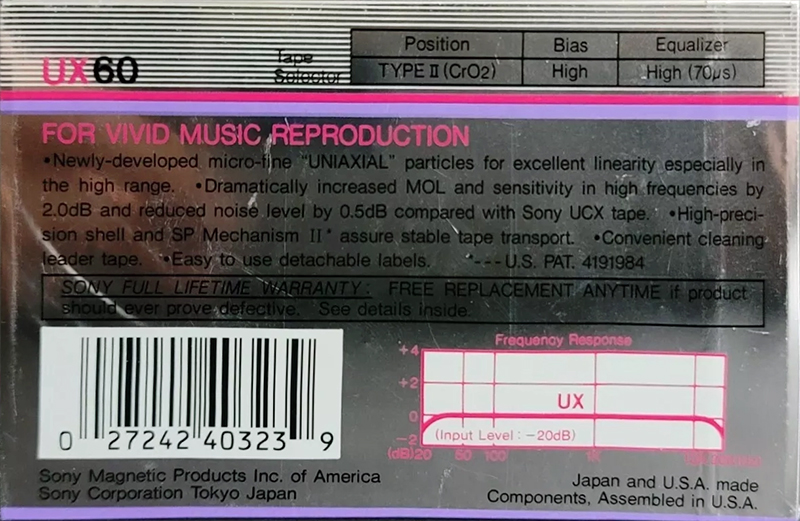 UX60
Tape
Selector
Position Bias Equalizer
TYPE II (CrO2) High High (70μs)
FOR VIVID MUSIC REPRODUCTION
•Newly-developed micro-fine "UNIAXIAL" particles for excellent linearity especially in
the high range. •Dramatically increased MOL and sensitivity in high frequencies by
2.0dB and reduced noise level by 0.5dB compared with Sony UCX tape. •High-preci-
sion shell and SP Mechanism II* assure stable tape transport. •Convenient cleaning
leader tape. •Easy to use detachable labels. *---U.S. PAT. 4191984
SONY FULL LIFETIME WARRANTY: FREE REPLACEMENT ANYTIME if product
should ever prove defective. See details inside.
0 27242 40323 9
Frequency Response
+4
+2
0
-2
UX
(Input Level: -20dB)
(dB)20 50 100 1K
Sony Magnetic Products Inc. of America
Sony Corporation Tokyo Japan
Japan and U.S.A. made
Components, Assembled in U.S.A.